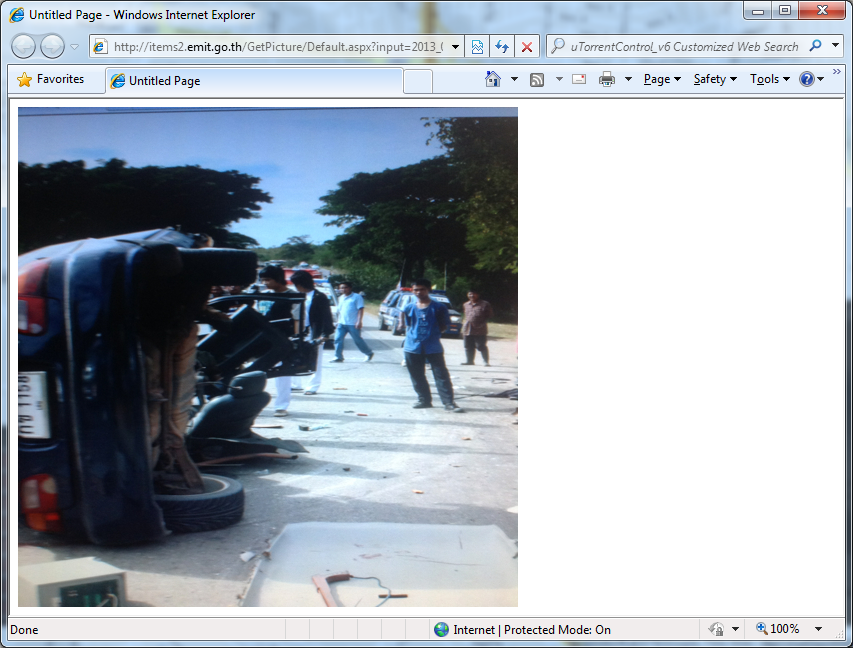 Untitled Page - Windows Internet Explorer
http://items2.emit.go.th/GetPicture/Default.aspx?input=2013_
uTorrentControl_v6 Customized Web Search
Favorites
Untitled Page
Page
Safety
Tools
Done
Internet | Protected Mode: On
100%